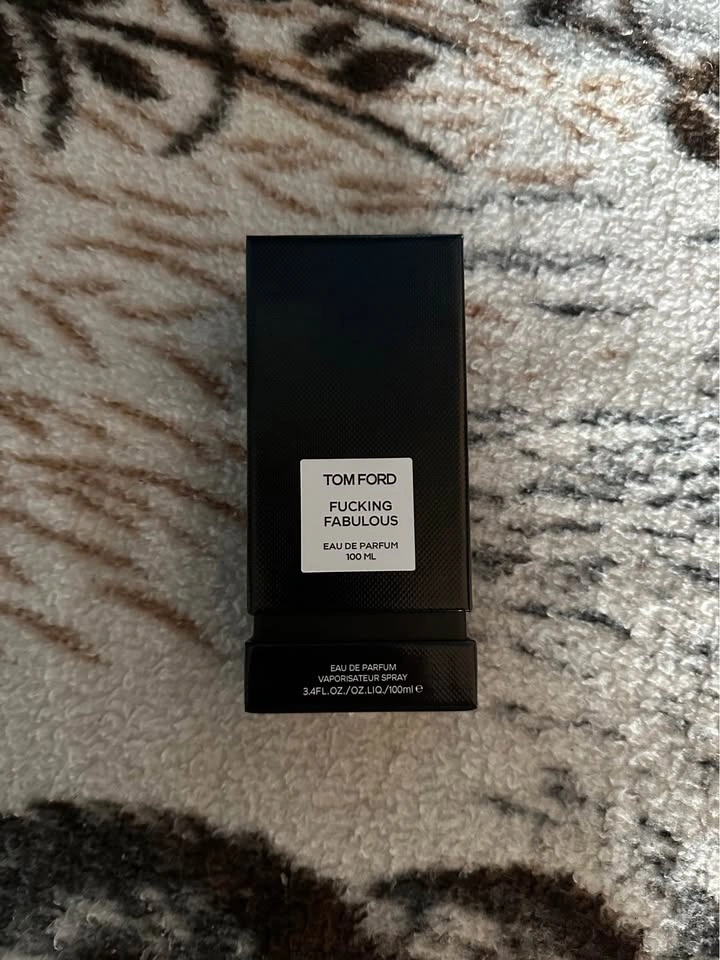 TOM FORD
FUCKING
FABULOUS
EAU DE PARFUM
100 ML
EAU DE PARFUM
VAPORISATEUR SPRAY
3.4FL.OZ./OZ.LIQ./100ml ℮